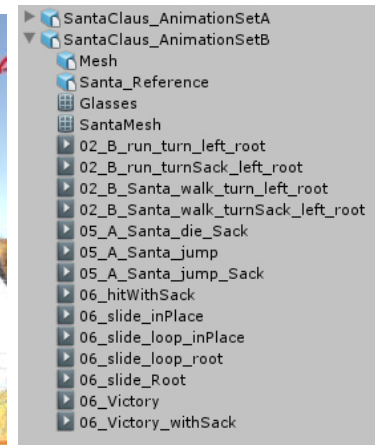 SantaClaus_AnimationSetA
SantaClaus_AnimationSetB
Mesh
Santa_Reference
Glasses
SantaMesh
02_B_run_turn_left_root
02_B_run_turnSack_left_root
02_B_Santa_walk_turn_left_root
02_B_Santa_walk_turnSack_left_root
05_A_Santa_die_Sack
05_A_Santa_jump
05_A_Santa_jump_Sack
06_hitWithSack
06_slide_inPlace
06_slide_loop_inPlace
06_slide_loop_root
06_slide_Root
06_Victory
06_Victory_withSack